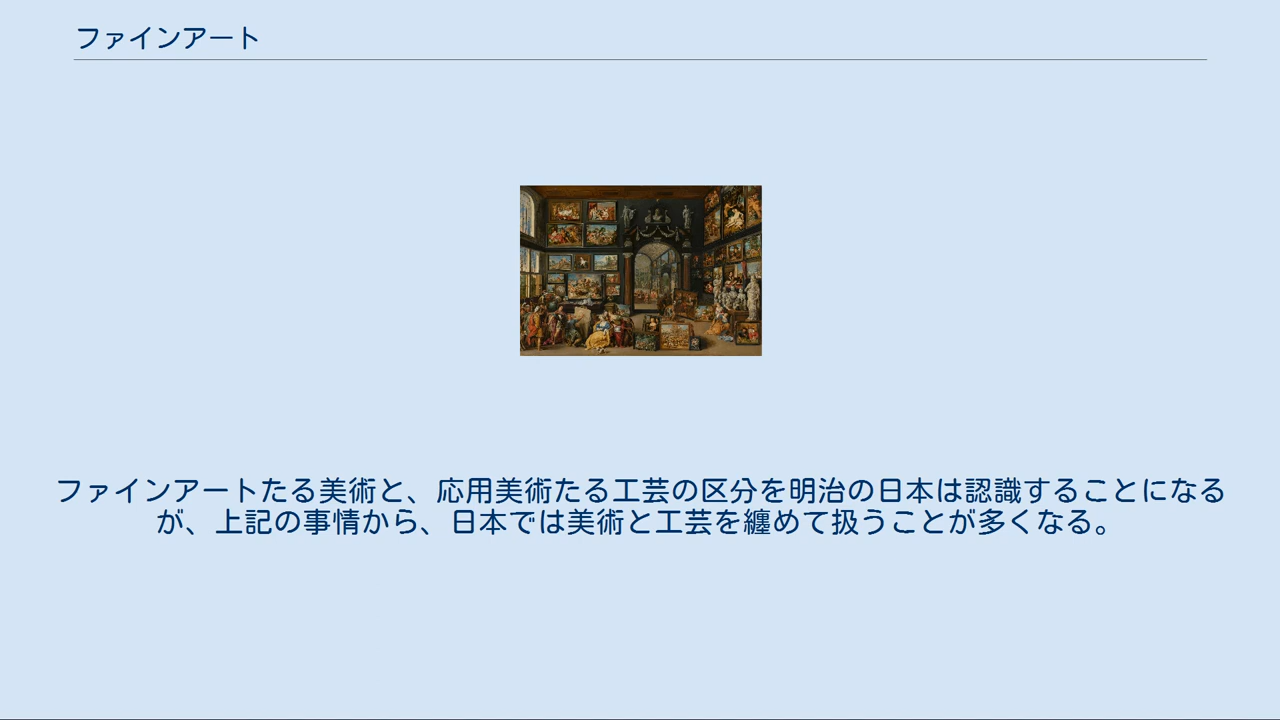 ファインアート
ファインアートたる美術と、応用美術たる工芸の区分を明治の日本は認識することになる
が、上記の事情から、日本では美術と工芸を纏めて扱うことが多くなる。